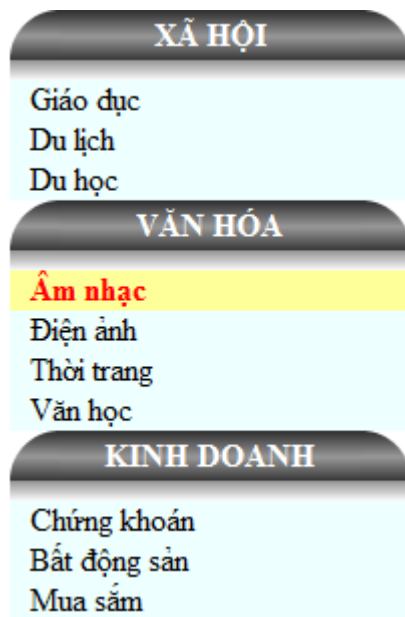 XÃ HỘI
Giáo dục
Du lịch
Du học
VĂN HÓA
Âm nhạc
Điện ảnh
Thời trang
Văn học
KINH DOANH
Chứng khoán
Bất động sản
Mua sắm